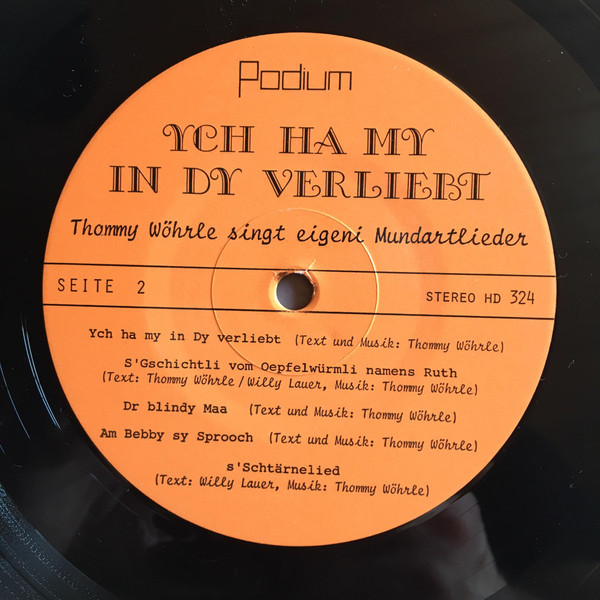 Podium
YCH HA MY
IN DY VERLIEBT
Thommy Wöhrle singt eigeni Mundartlieder
SEITE 2
STEREO HD 324
Ych ha my in Dy verliebt (Text und Musik: Thommy Wöhrle)
S'Gschichtli vom Oepfelwürmli namens Ruth
(Text: Thommy Wöhrle / Willy Lauer, Musik: Thommy Wöhrle)
Dr blindy Maa (Text und Musik: Thommy Wöhrle)
Am Bebby sy Sprooch (Text und Musik: Thommy Wöhrle)
s'Schtärnelied
(Text: Willy Lauer, Musik: Thommy Wöhrle)